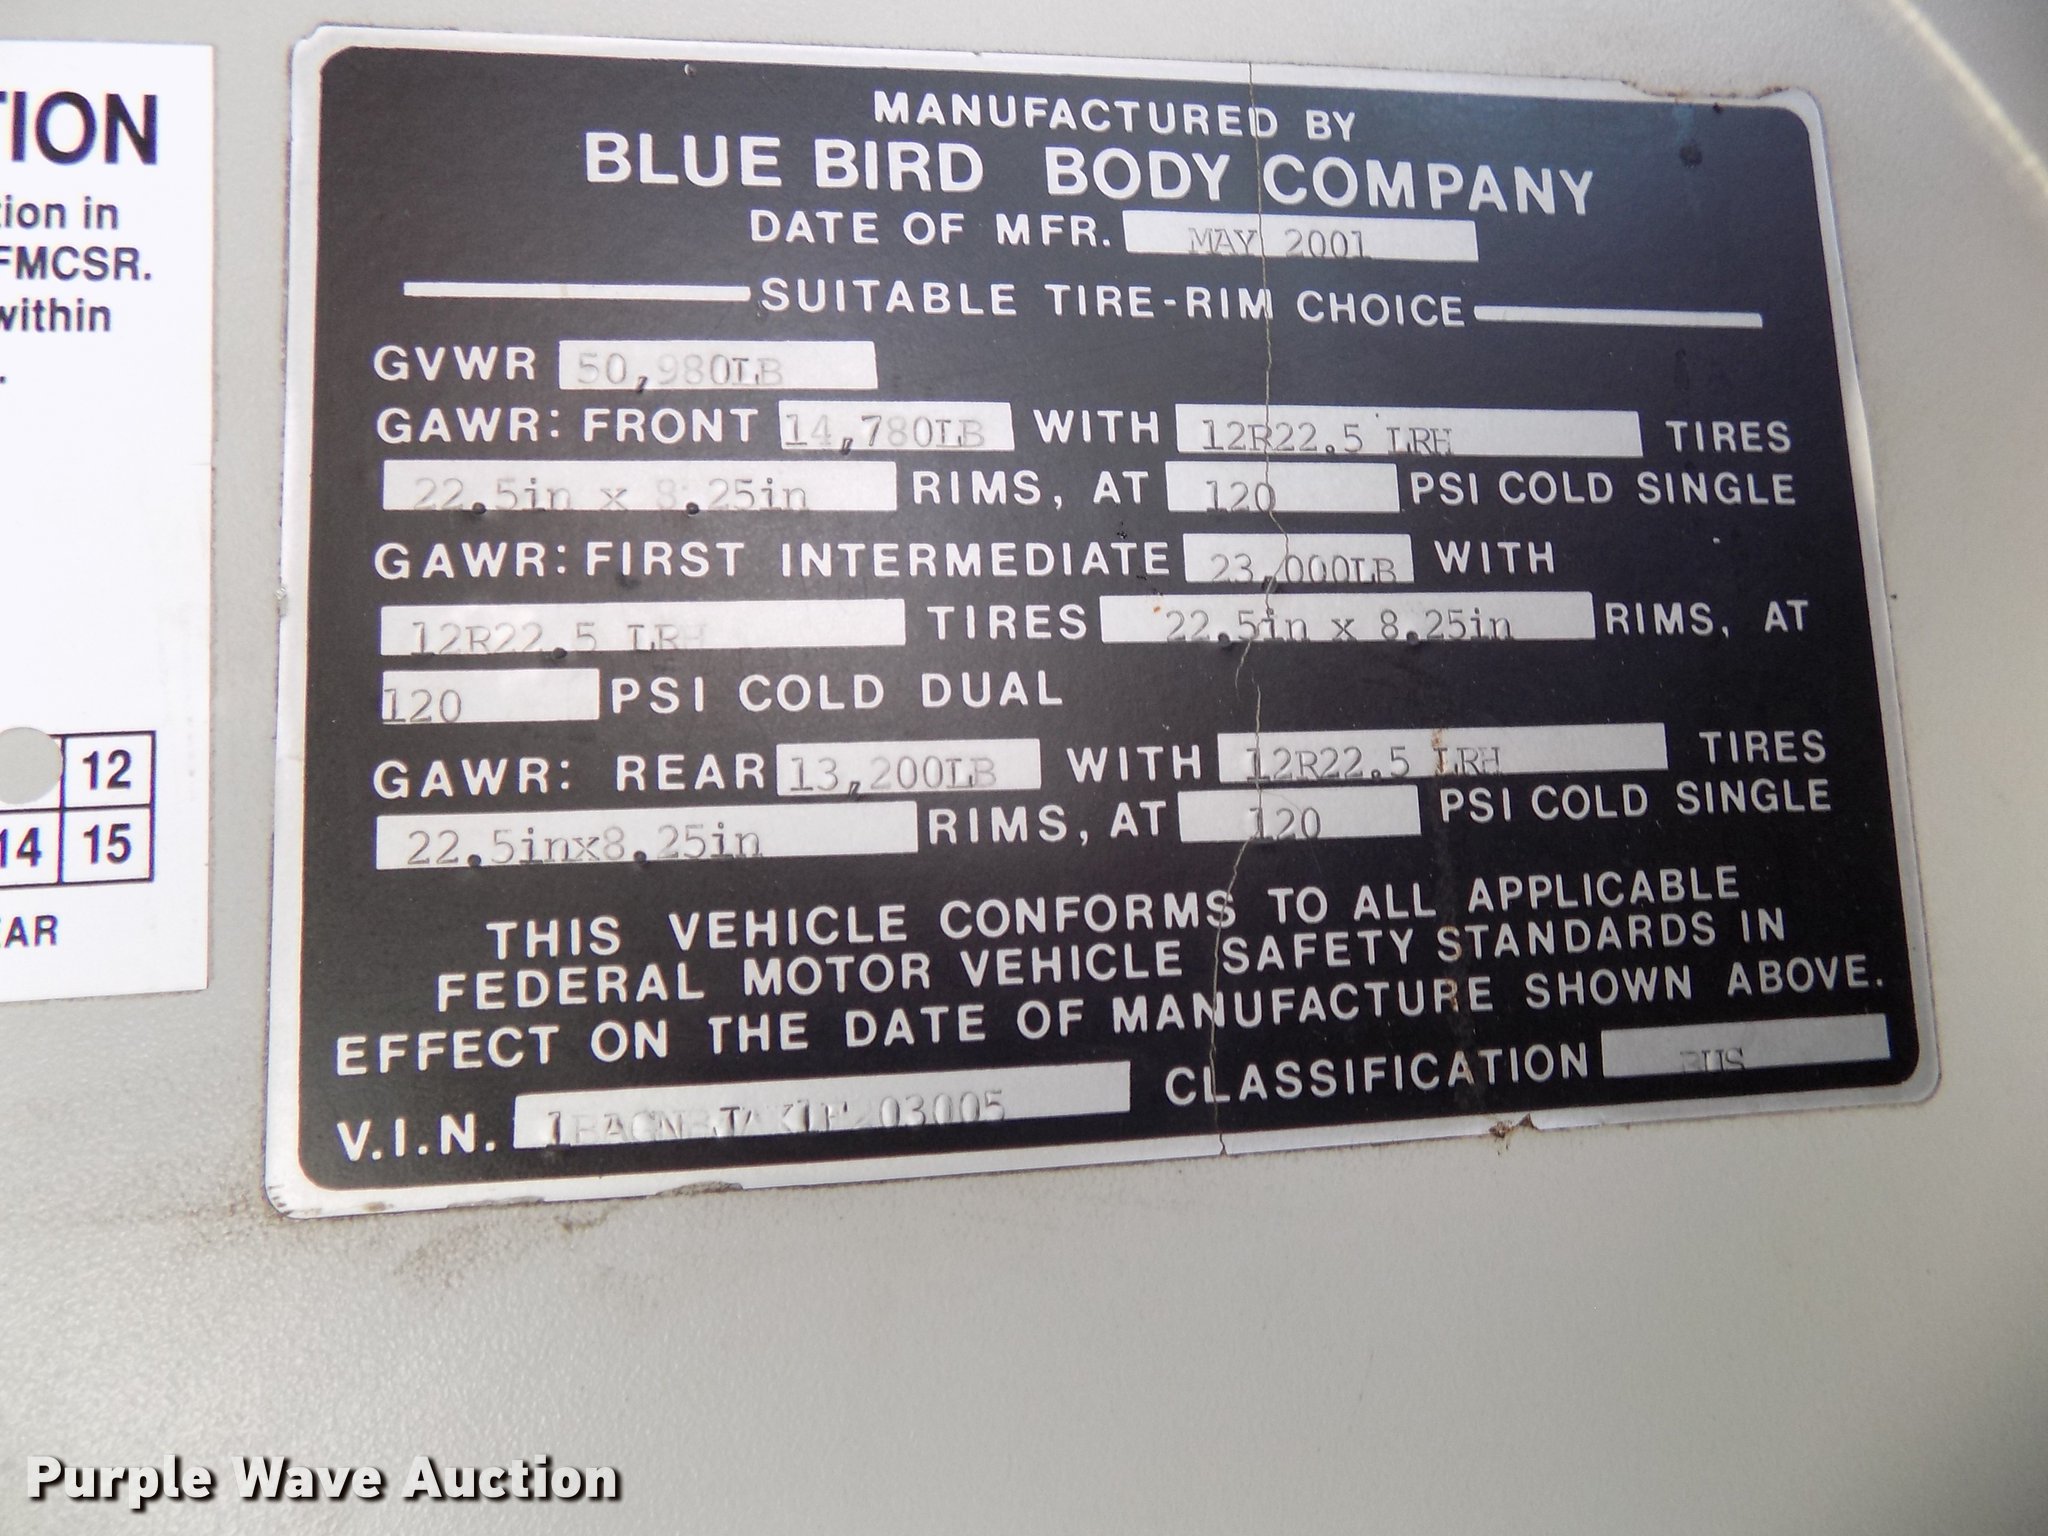 TION
tion in
FMCSR.
within
.
12
14 15
EAR
MANUFACTURED BY
BLUE BIRD BODY COMPANY
DATE OF MFR. MAY 2001
SUITABLE TIRE-RIM CHOICE
GVWR 50,980LB
GAWR: FRONT 14,780LB WITH 12R22.5 LRH TIRES
22.5in x 8.25in RIMS, AT 120 PSI COLD SINGLE
GAWR: FIRST INTERMEDIATE 23,000LB WITH
12R22.5 LRH TIRES 22.5in x 8.25in RIMS, AT
120 PSI COLD DUAL
GAWR: REAR 13,200LB WITH 12R22.5 LRH TIRES
22.5inx8.25in RIMS, AT 120 PSI COLD SINGLE
THIS VEHICLE CONFORMS TO ALL APPLICABLE
FEDERAL MOTOR VEHICLE SAFETY STANDARDS IN
EFFECT ON THE DATE OF MANUFACTURE SHOWN ABOVE.
V.I.N. CLASSIFICATION BUS
Purple Wave Auction